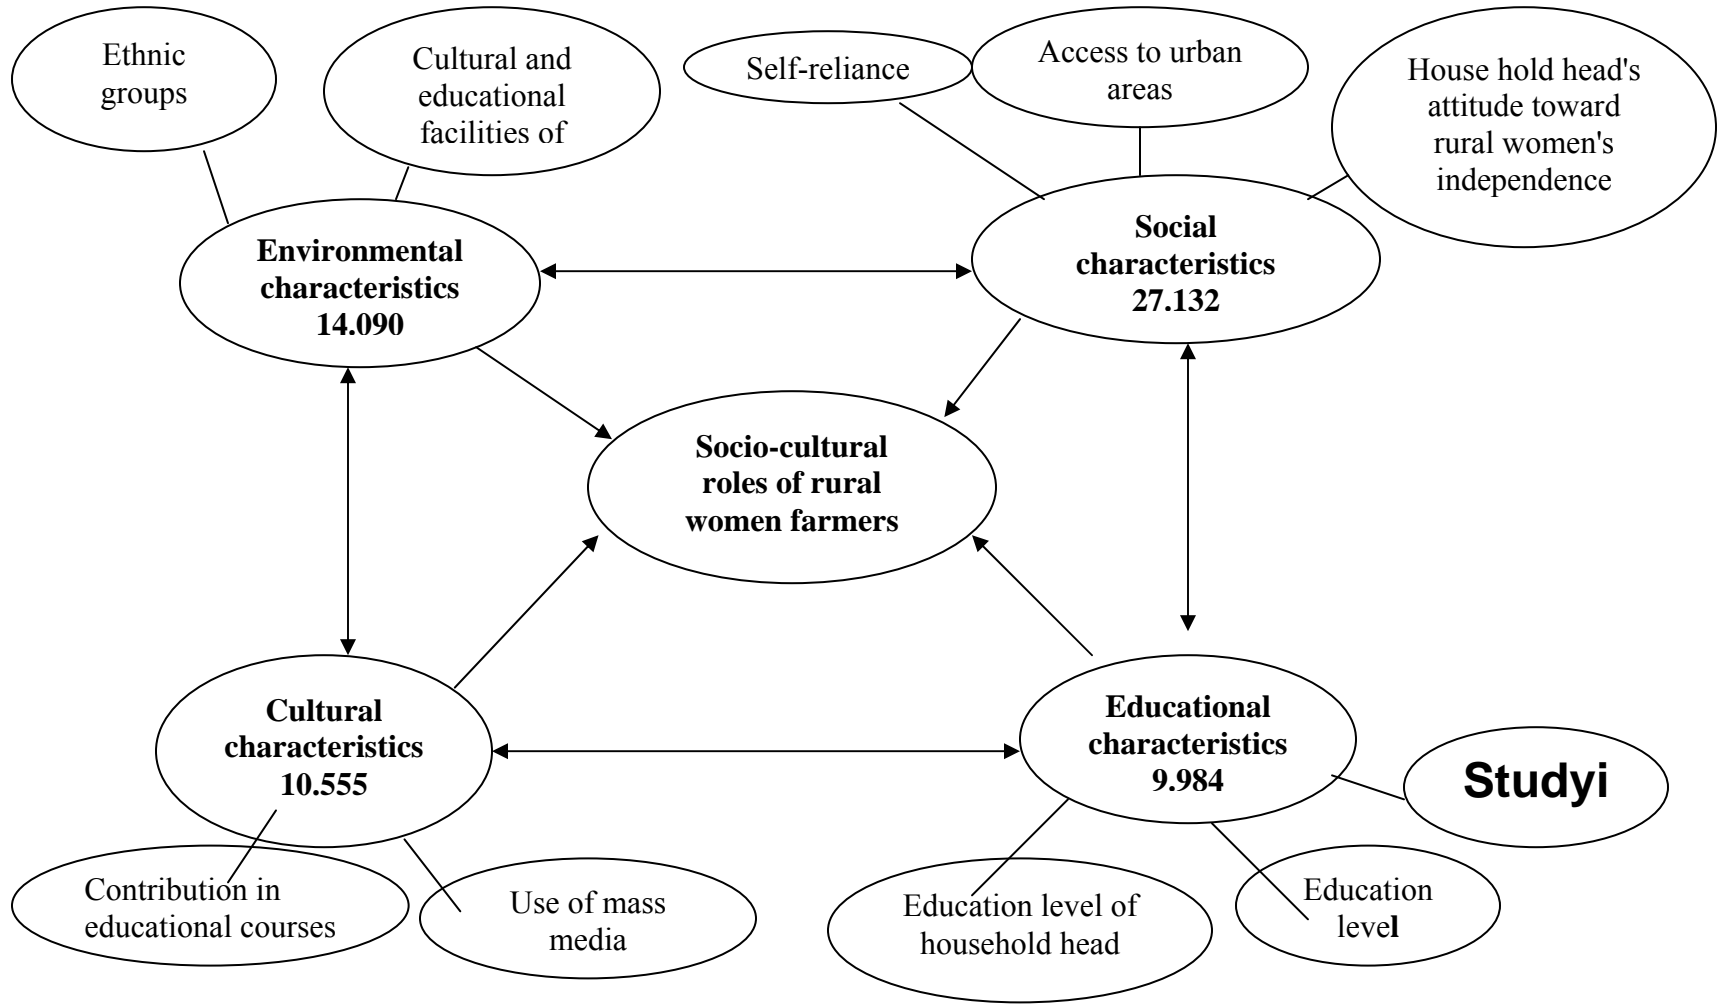 Ethnic
groups
Cultural and
educational
facilities of
Self-reliance
Access to urban
areas
House hold head's
attitude toward
rural women's
independence
Environmental
characteristics
14.090
Social
characteristics
27.132
Socio-cultural
roles of rural
women farmers
Cultural
characteristics
10.555
Educational
characteristics
9.984
Studyi
Contribution in
educational courses
Use of mass
media
Education level of
household head
Education
level